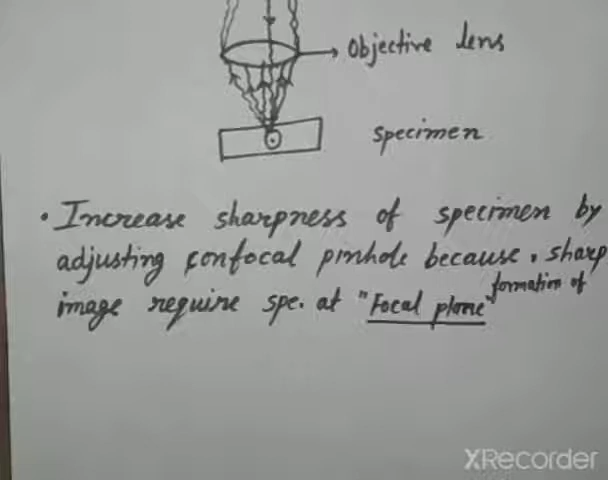 Objective lens
specimen
• Increase sharpness of specimen by
adjusting confocal pinhole because • sharp
formation of
image require spe. at "Focal plane"
XRecorder